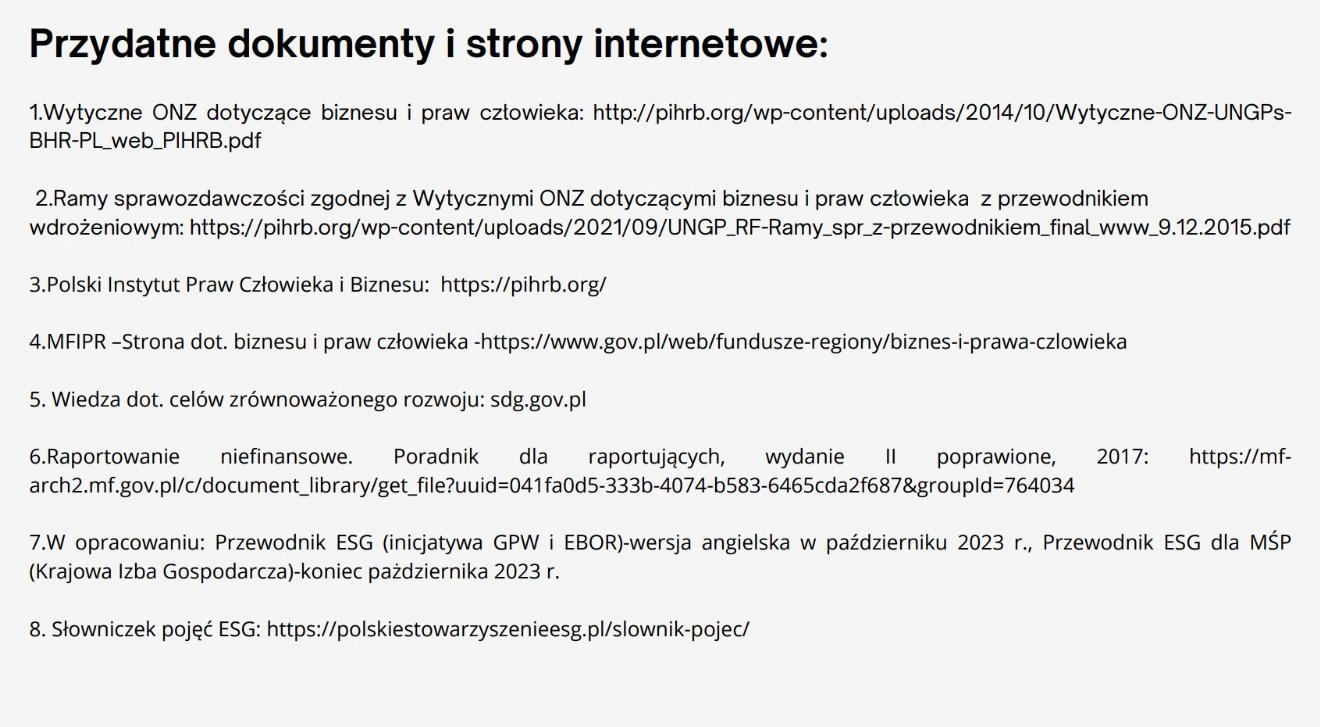 Przydatne dokumenty i strony internetowe:
1.Wytyczne ONZ dotyczące biznesu i praw człowieka: http://pihrb.org/wp-content/uploads/2014/10/Wytyczne-ONZ-UNGPs-
BHR-PL_web_PIHRB.pdf
2.Ramy sprawozdawczości zgodnej z Wytycznymi ONZ dotyczącymi biznesu i praw człowieka z przewodnikiem
wdrożeniowym: https://pihrb.org/wp-content/uploads/2021/09/UNGP_RF-Ramy_spr_z-przewodnikiem_final_www_9.12.2015.pdf
3.Polski Instytut Praw Człowieka i Biznesu: https://pihrb.org/
4.MFIPR –Strona dot. biznesu i praw człowieka -https://www.gov.pl/web/fundusze-regiony/biznes-i-prawa-czlowieka
5. Wiedza dot. celów zrównoważonego rozwoju: sdg.gov.pl
6.Raportowanie niefinansowe. Poradnik dla raportujących, wydanie II poprawione, 2017: https://mf-
arch2.mf.gov.pl/c/document_library/get_file?uuid=041fa0d5-333b-4074-b583-6465cda2f687&groupId=764034
7.W opracowaniu: Przewodnik ESG (inicjatywa GPW i EBOR)-wersja angielska w październiku 2023 r., Przewodnik ESG dla MŚP
(Krajowa Izba Gospodarcza)-koniec pażdziernika 2023 r.
8. Słowniczek pojęć ESG: https://polskiestowarzyszenieesg.pl/slownik-pojec/